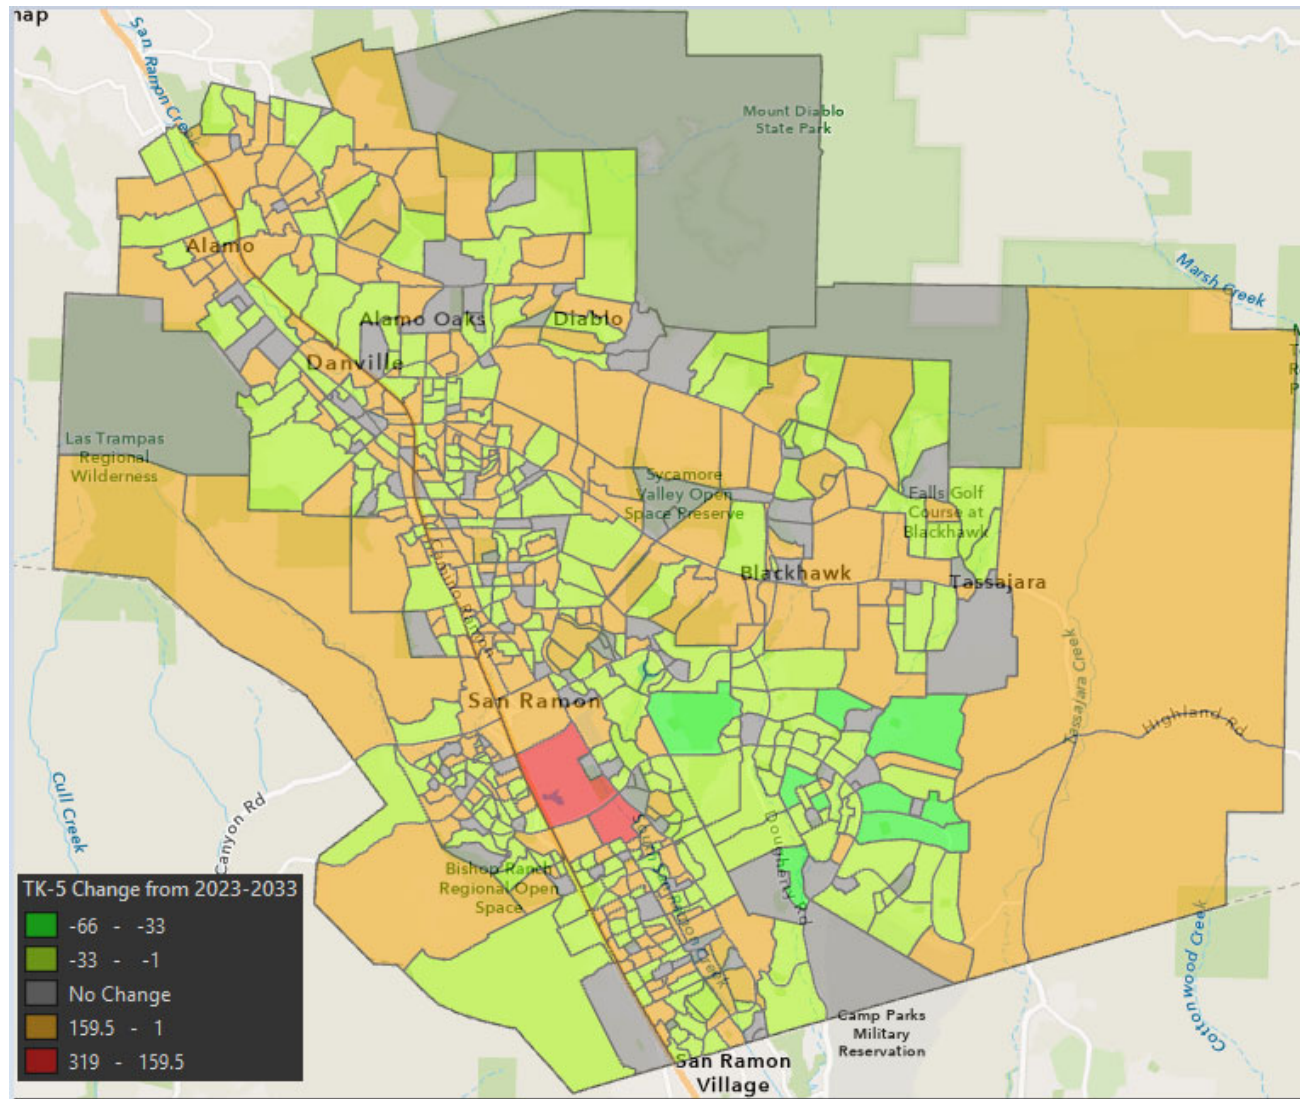 map
San Ramon Creek
Mount Diablo
State Park
Marsh Creek
Alamo
Alamo Oaks
Diablo
Danville
Las Trampas
Regional
Wilderness
Sycamore
Valley Open
Space Preserve
Falls Golf
Course at
Blackhawk
Blackhawk
Tassajara
Tassajara Creek
San Ramon
Highland Rd
Cull Creek
Canyon Rd
Dougherty Rd
Bishop Ranch
Regional Open
Space
Cottonwood Creek
Camp Parks
Military
Reservation
San Ramon
Village
TK-5 Change from 2023-2033
-66 - -33
-33 - -1
No Change
159.5 - 1
319 - 159.5